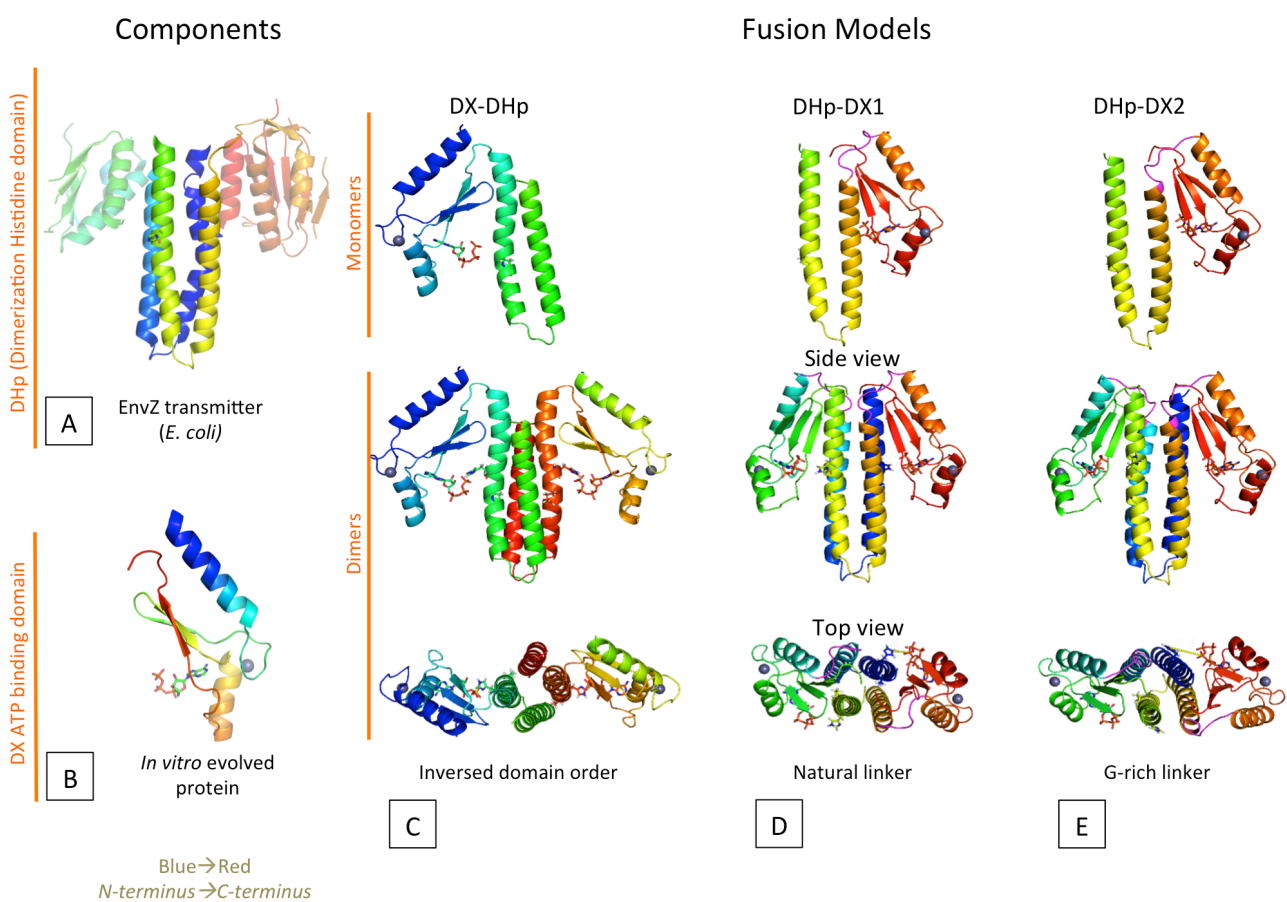 Components
Fusion Models
DHp (Dimerization Histidine domain)
A
EnvZ transmitter
(E. coli)
DX ATP binding domain
B
In vitro evolved
protein
Blue→Red
N-terminus→C-terminus
Monomers
Dimers
DX-DHp
DHp-DX1
DHp-DX2
Side view
Top view
Inversed domain order
Natural linker
G-rich linker
C
D
E